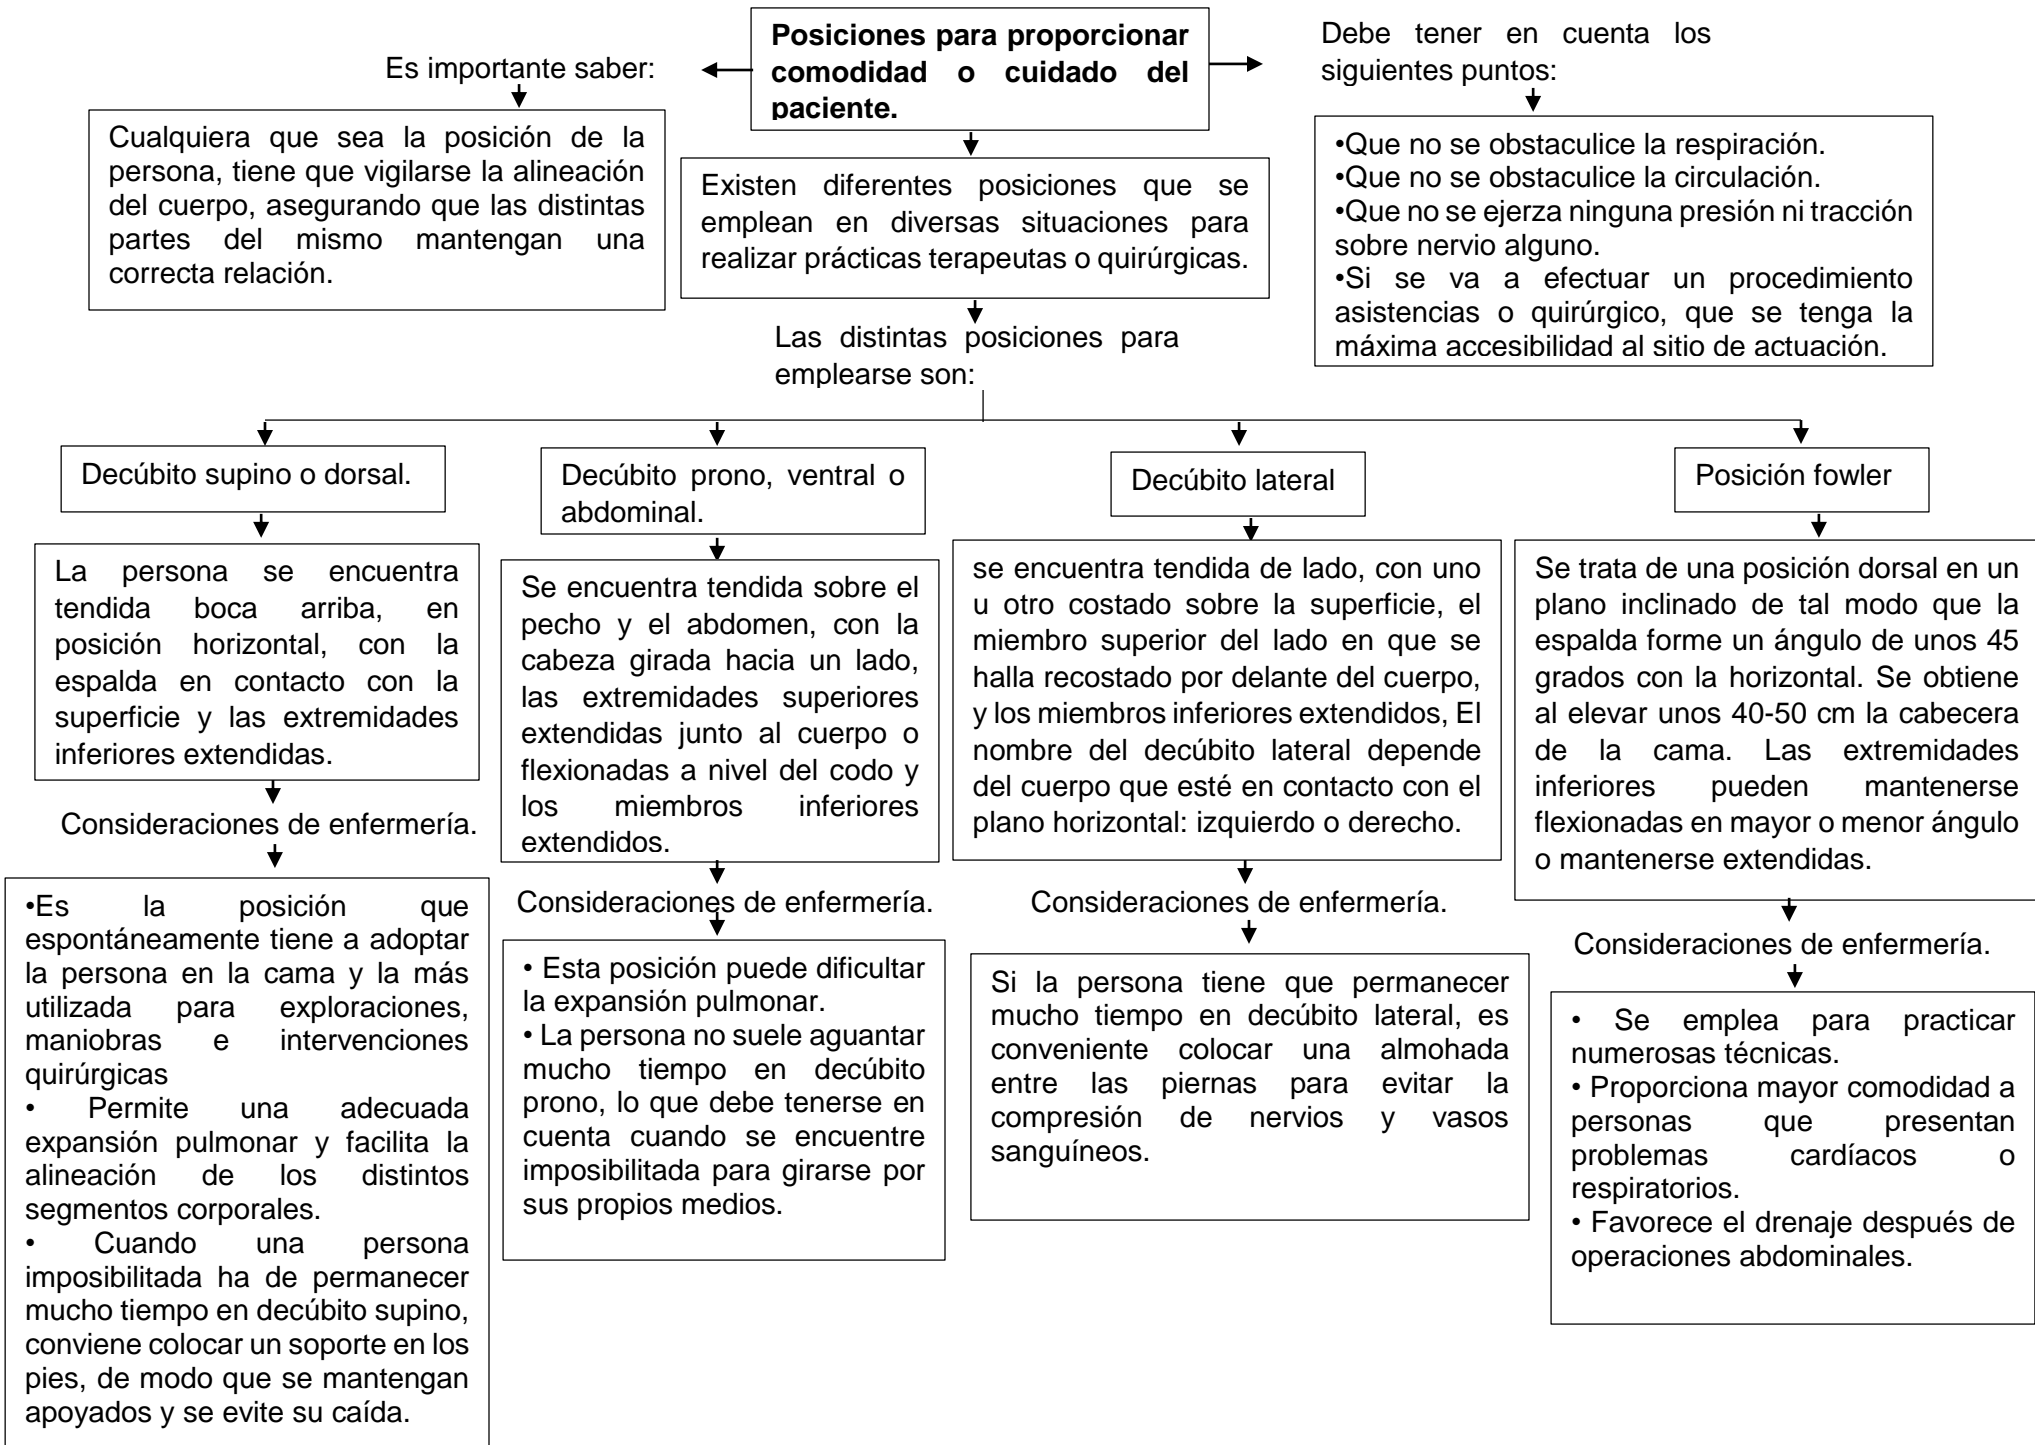 Posiciones para proporcionar
comodidad o cuidado del
paciente.
Es importante saber:
Cualquiera que sea la posición de la
persona, tiene que vigilarse la alineación
del cuerpo, asegurando que las distintas
partes del mismo mantengan una
correcta relación.
Debe tener en cuenta los
siguientes puntos:
•Que no se obstaculice la respiración.
•Que no se obstaculice la circulación.
•Que no se ejerza ninguna presión ni tracción
sobre nervio alguno.
•Si se va a efectuar un procedimiento
asistencias o quirúrgico, que se tenga la
máxima accesibilidad al sitio de actuación.
Existen diferentes posiciones que se
emplean en diversas situaciones para
realizar prácticas terapeutas o quirúrgicas.
Las distintas posiciones para
emplearse son:
Decúbito supino o dorsal.
La persona se encuentra
tendida boca arriba, en
posición horizontal, con la
espalda en contacto con la
superficie y las extremidades
inferiores extendidas.
Consideraciones de enfermería.
•Es la posición que
espontáneamente tiene a adoptar
la persona en la cama y la más
utilizada para exploraciones,
maniobras e intervenciones
quirúrgicas
• Permite una adecuada
expansión pulmonar y facilita la
alineación de los distintos
segmentos corporales.
• Cuando una persona
imposibilitada ha de permanecer
mucho tiempo en decúbito supino,
conviene colocar un soporte en los
pies, de modo que se mantengan
apoyados y se evite su caída.
Decúbito prono, ventral o
abdominal.
Se encuentra tendida sobre el
pecho y el abdomen, con la
cabeza girada hacia un lado,
las extremidades superiores
extendidas junto al cuerpo o
flexionadas a nivel del codo y
los miembros inferiores
extendidos.
Consideraciones de enfermería.
• Esta posición puede dificultar
la expansión pulmonar.
• La persona no suele aguantar
mucho tiempo en decúbito
prono, lo que debe tenerse en
cuenta cuando se encuentre
imposibilitada para girarse por
sus propios medios.
Decúbito lateral
se encuentra tendida de lado, con uno
u otro costado sobre la superficie, el
miembro superior del lado en que se
halla recostado por delante del cuerpo,
y los miembros inferiores extendidos, El
nombre del decúbito lateral depende
del cuerpo que esté en contacto con el
plano horizontal: izquierdo o derecho.
Consideraciones de enfermería.
Si la persona tiene que permanecer
mucho tiempo en decúbito lateral, es
conveniente colocar una almohada
entre las piernas para evitar la
compresión de nervios y vasos
sanguíneos.
Posición fowler
Se trata de una posición dorsal en un
plano inclinado de tal modo que la
espalda forme un ángulo de unos 45
grados con la horizontal. Se obtiene
al elevar unos 40-50 cm la cabecera
de la cama. Las extremidades
inferiores pueden mantenerse
flexionadas en mayor o menor ángulo
o mantenerse extendidas.
Consideraciones de enfermería.
• Se emplea para practicar
numerosas técnicas.
• Proporciona mayor comodidad a
personas que presentan
problemas cardíacos o
respiratorios.
• Favorece el drenaje después de
operaciones abdominales.